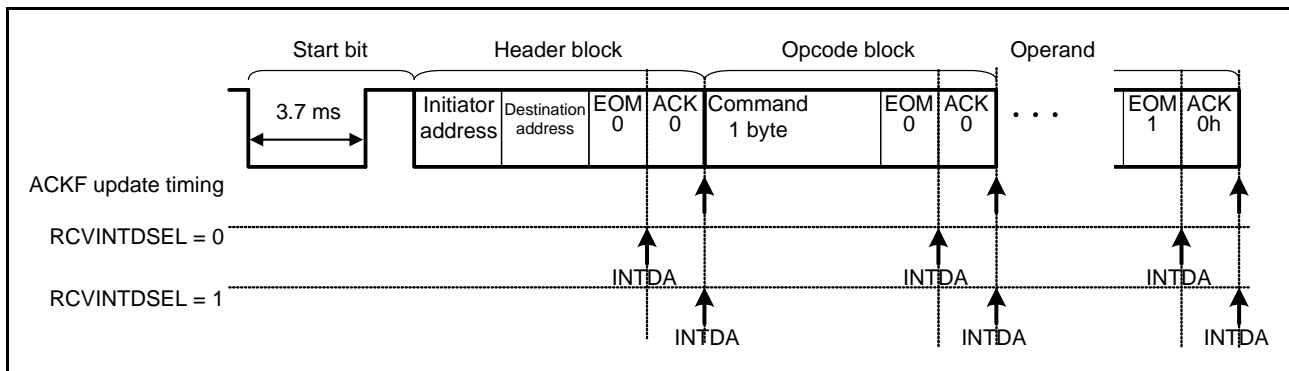 Start bit Header block Opcode block Operand
3.7 ms
Initiator address
Destination address
EOM 0
ACK 0
Command 1 byte
EOM 0
ACK 0
. . .
EOM 1
ACK 0h
ACKF update timing
RCVINTDSEL = 0
INTDA INTDA INTDA
RCVINTDSEL = 1
INTDA INTDA INTDA